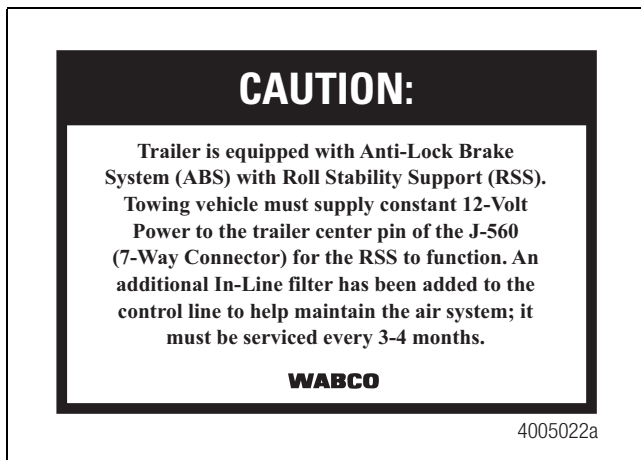 CAUTION:
Trailer is equipped with Anti-Lock Brake
System (ABS) with Roll Stability Support (RSS).
Towing vehicle must supply constant 12-Volt
Power to the trailer center pin of the J-560
(7-Way Connector) for the RSS to function. An
additional In-Line filter has been added to the
control line to help maintain the air system; it
must be serviced every 3-4 months.
WABCO
4005022a